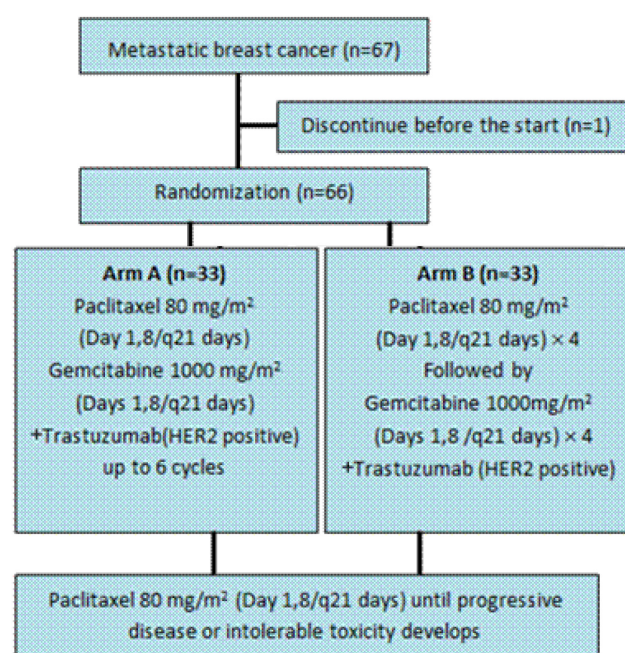 Metastatic breast cancer (n=67)
Discontinue before the start (n=1)
Randomization (n=66)
Arm A (n=33)
Paclitaxel 80 mg/m²
(Day 1,8/q21 days)
Gemcitabine 1000 mg/m²
(Days 1,8/q21 days)
+Trastuzumab(HER2 positive)
up to 6 cycles
Arm B (n=33)
Paclitaxel 80 mg/m²
(Day 1,8/q21 days) × 4
Followed by
Gemcitabine 1000mg/m²
(Days 1,8 /q21 days) × 4
+Trastuzumab (HER2 positive)
Paclitaxel 80 mg/m² (Day 1,8/q21 days) until progressive
disease or intolerable toxicity develops